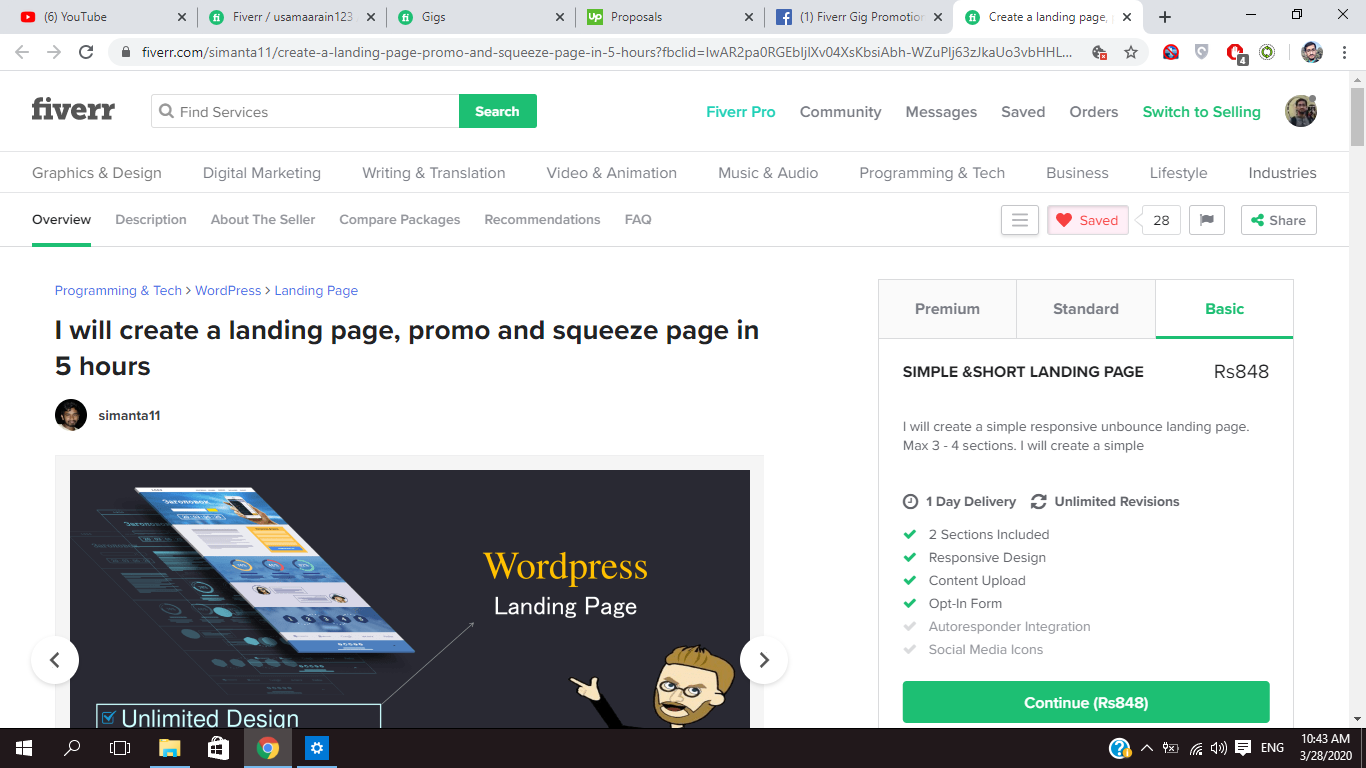 (6) YouTube
Fiverr / usamaarain123
Gigs
Proposals
(1) Fiverr Gig Promotion
Create a landing page,
fiverr.com/simanta11/create-a-landing-page-promo-and-squeeze-page-in-5-hours?fbclid=IwAR2pa0RGEbIjlXv04XsKbsiAbh-WZuPlj63zJkaUo3vbHHL...
4
fiverr
Find Services
Search
Fiverr Pro
Community
Messages
Saved
Orders
Switch to Selling
Graphics & Design
Digital Marketing
Writing & Translation
Video & Animation
Music & Audio
Programming & Tech
Business
Lifestyle
Industries
Overview
Description
About The Seller
Compare Packages
Recommendations
FAQ
Saved
28
Share
Programming & Tech > WordPress > Landing Page
I will create a landing page, promo and squeeze page in
5 hours
simanta11
Заголовок
Wordpress
Landing Page
Unlimited Design
Premium
Standard
Basic
SIMPLE &SHORT LANDING PAGE
Rs848
I will create a simple responsive unbounce landing page.
Max 3 - 4 sections. I will create a simple
1 Day Delivery
Unlimited Revisions
2 Sections Included
Responsive Design
Content Upload
Opt-In Form
Autoresponder Integration
Social Media Icons
Continue (Rs848)
ENG
10:43 AM
3/28/2020